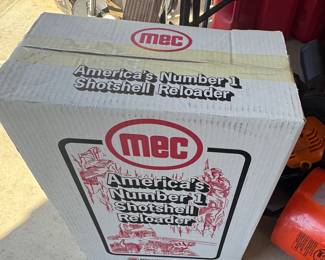 mec
America's Number 1
Shotshell Reloader
mec
America's
Number 1
Shotshell
Reloader